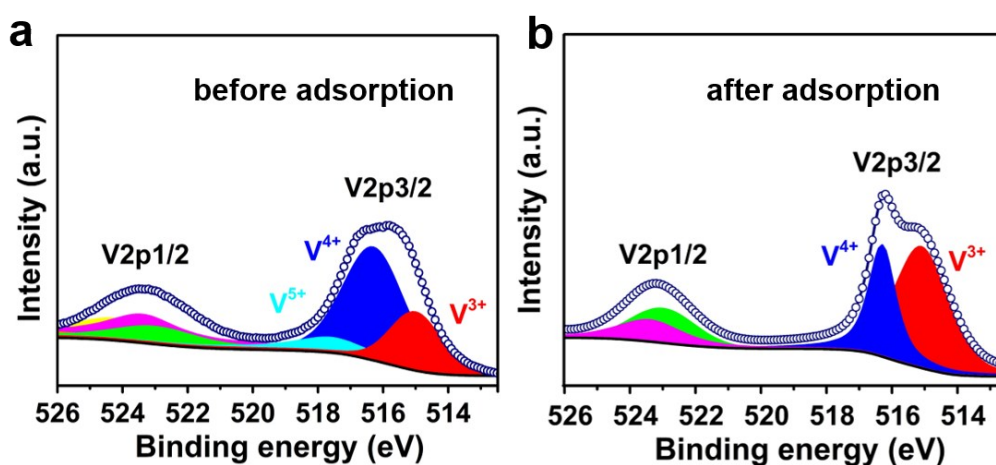 a
before adsorption
V2p3/2
V2p1/2
V⁴⁺
V⁵⁺
V³⁺
Intensity (a.u.)
526 524 522 520 518 516 514
Binding energy (eV)
b
after adsorption
V2p3/2
V2p1/2
V⁴⁺
V³⁺
Intensity (a.u.)
526 524 522 520 518 516 514
Binding energy (eV)